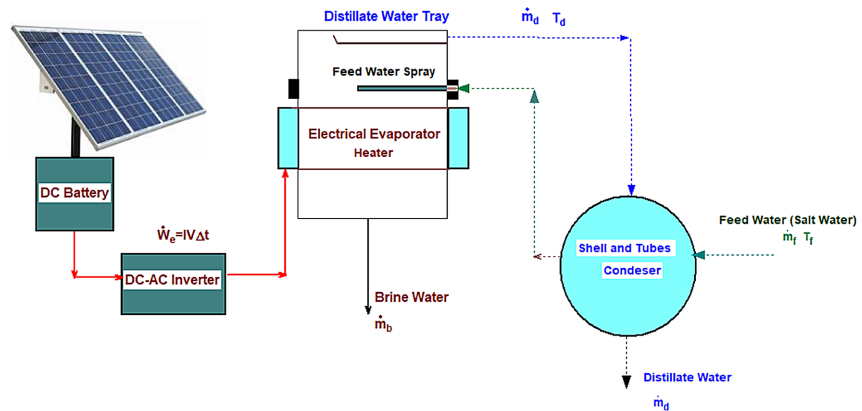 Distillate Water Tray
ṁd Td
Feed Water Spray
Electrical Evaporator
Heater
DC Battery
Ẇe=IVΔt
DC-AC Inverter
Brine Water
ṁb
Feed Water (Salt Water)
ṁf Tf
Shell and Tubes
Condeser
Distillate Water
ṁd